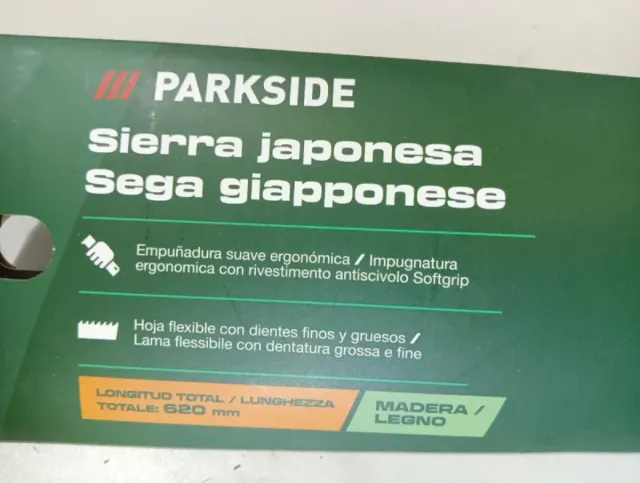 PARKSIDE
Sierra japonesa
Sega giapponese
Empuñadura suave ergonómica / Impugnatura
ergonomica con rivestimento antiscivolo Softgrip
Hoja flexible con dientes finos y gruesos /
Lama flessibile con dentatura grossa e fine
LONGITUD TOTAL / LUNGHEZZA
TOTALE: 620 mm
MADERA /
LEGNO